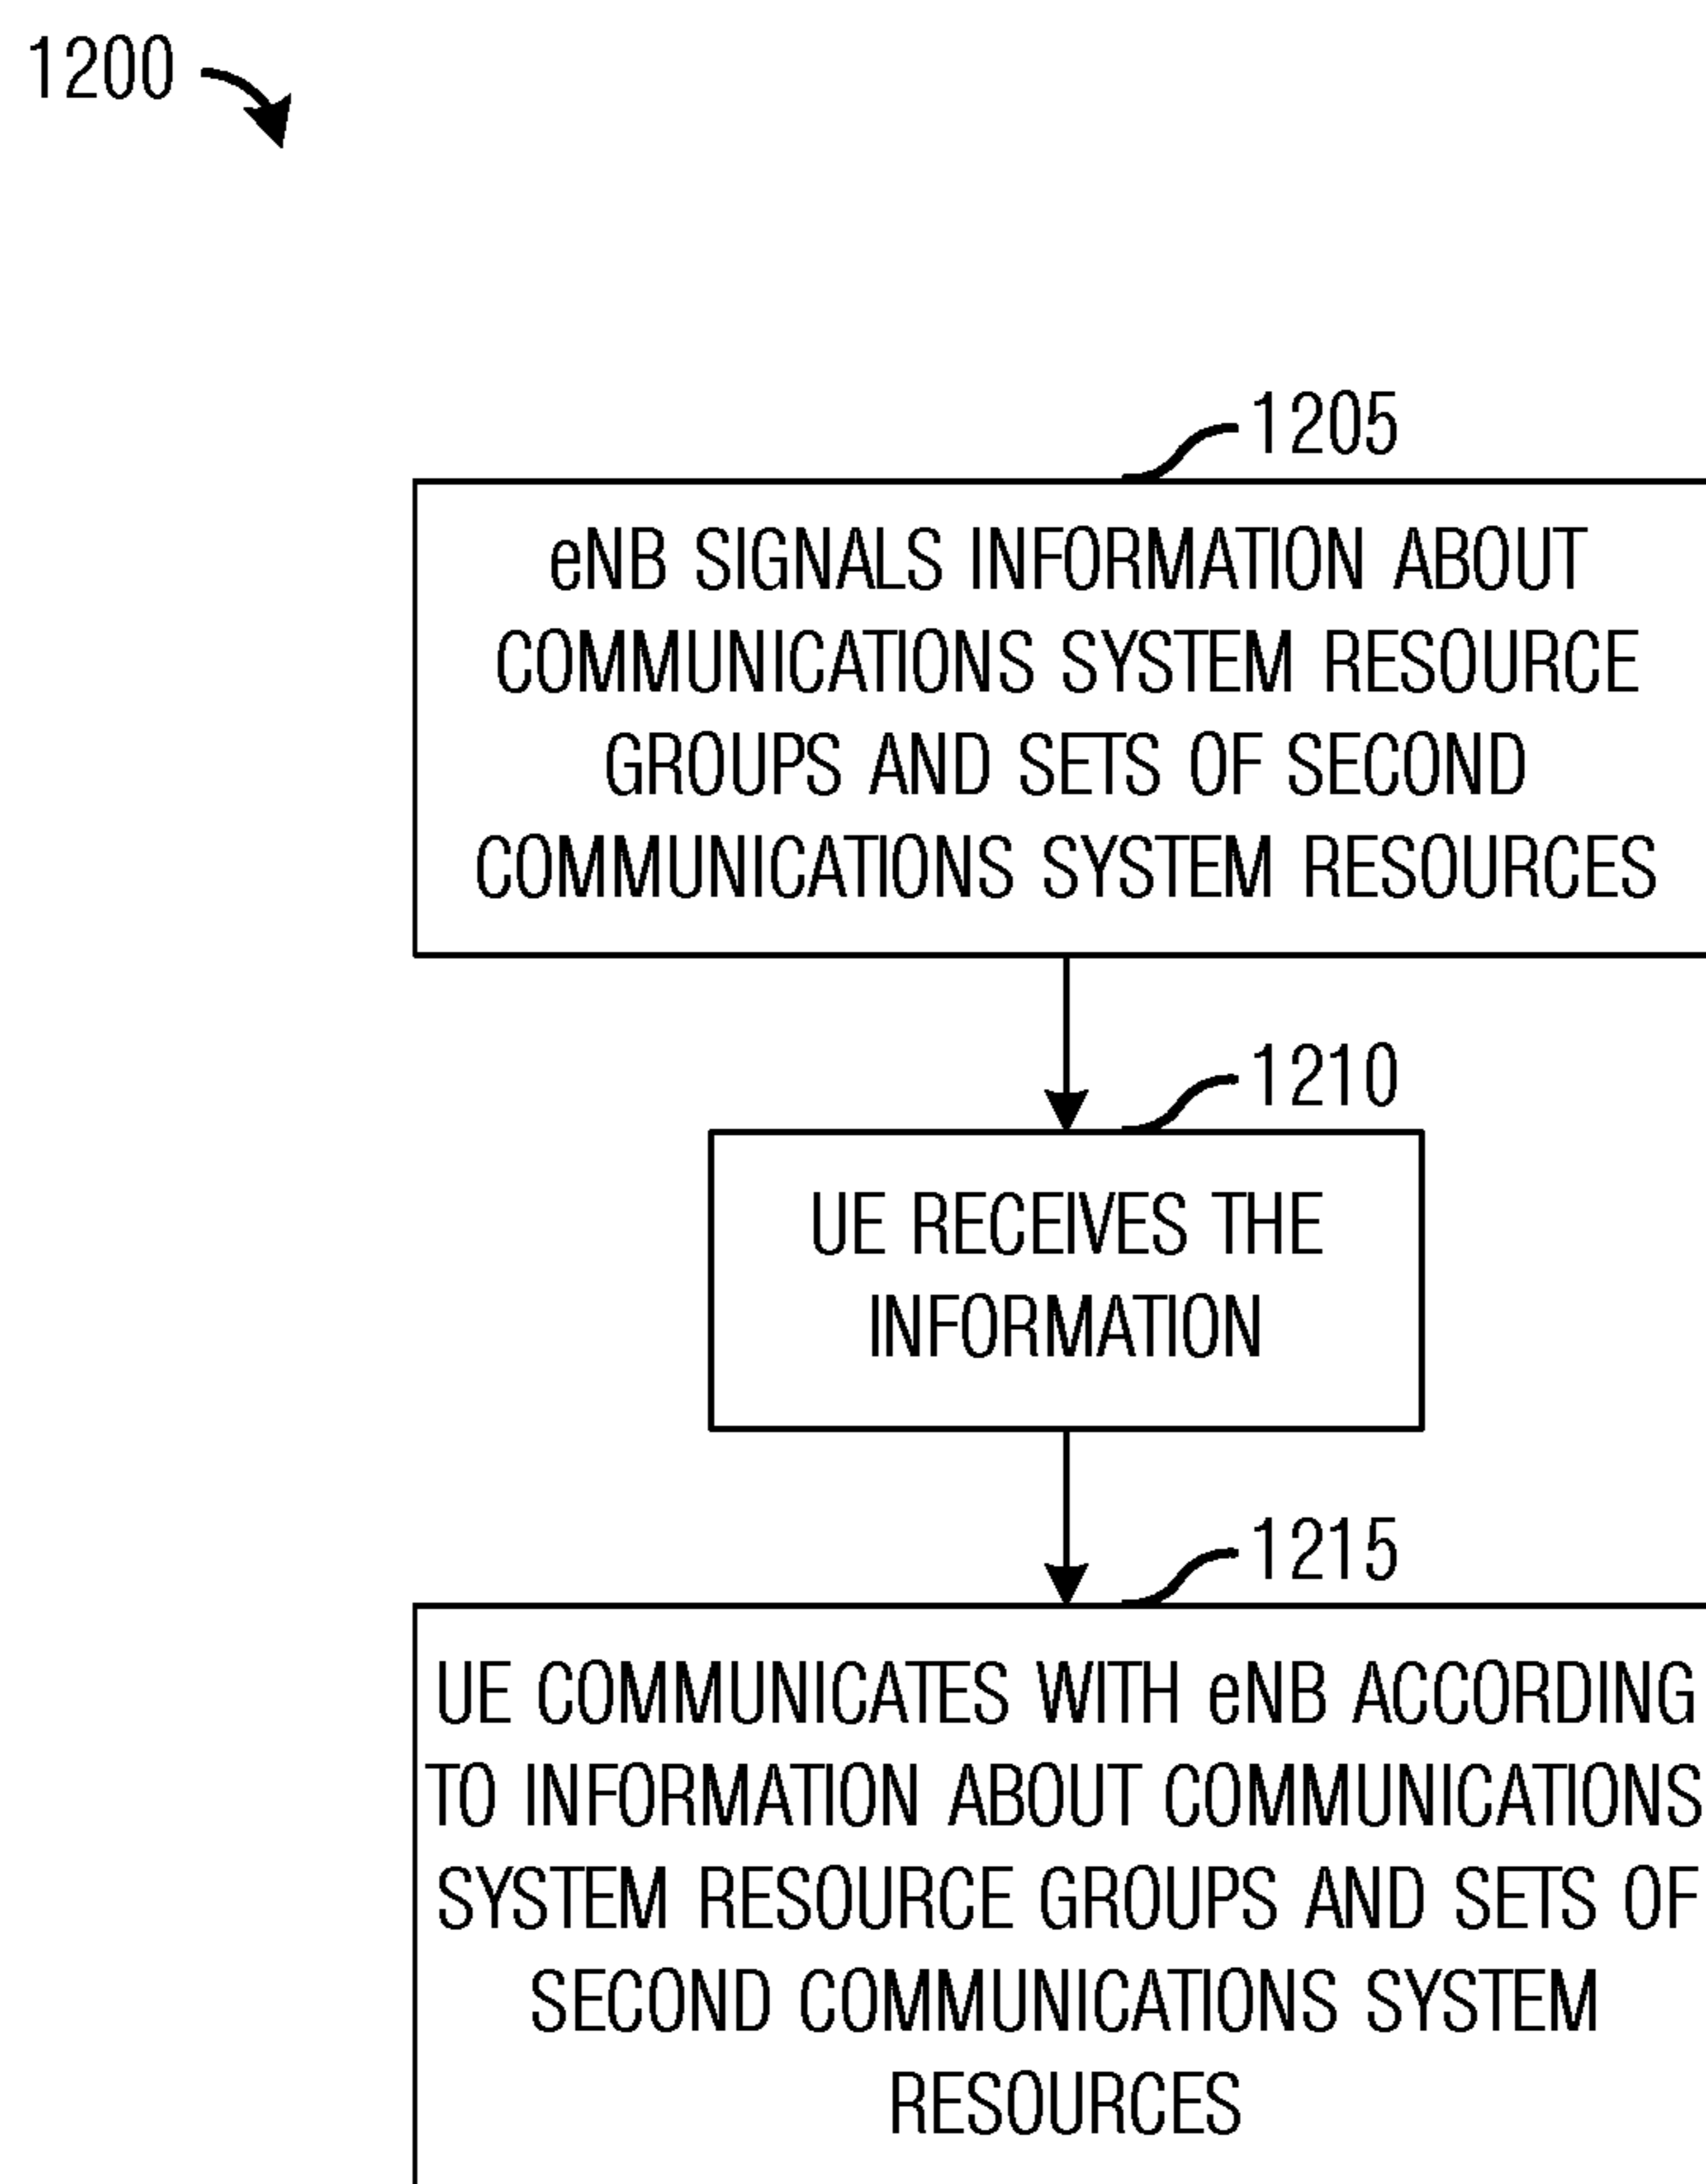 1200
1205
eNB SIGNALS INFORMATION ABOUT
COMMUNICATIONS SYSTEM RESOURCE
GROUPS AND SETS OF SECOND
COMMUNICATIONS SYSTEM RESOURCES
1210
UE RECEIVES THE
INFORMATION
1215
UE COMMUNICATES WITH eNB ACCORDING
TO INFORMATION ABOUT COMMUNICATIONS
SYSTEM RESOURCE GROUPS AND SETS OF
SECOND COMMUNICATIONS SYSTEM
RESOURCES